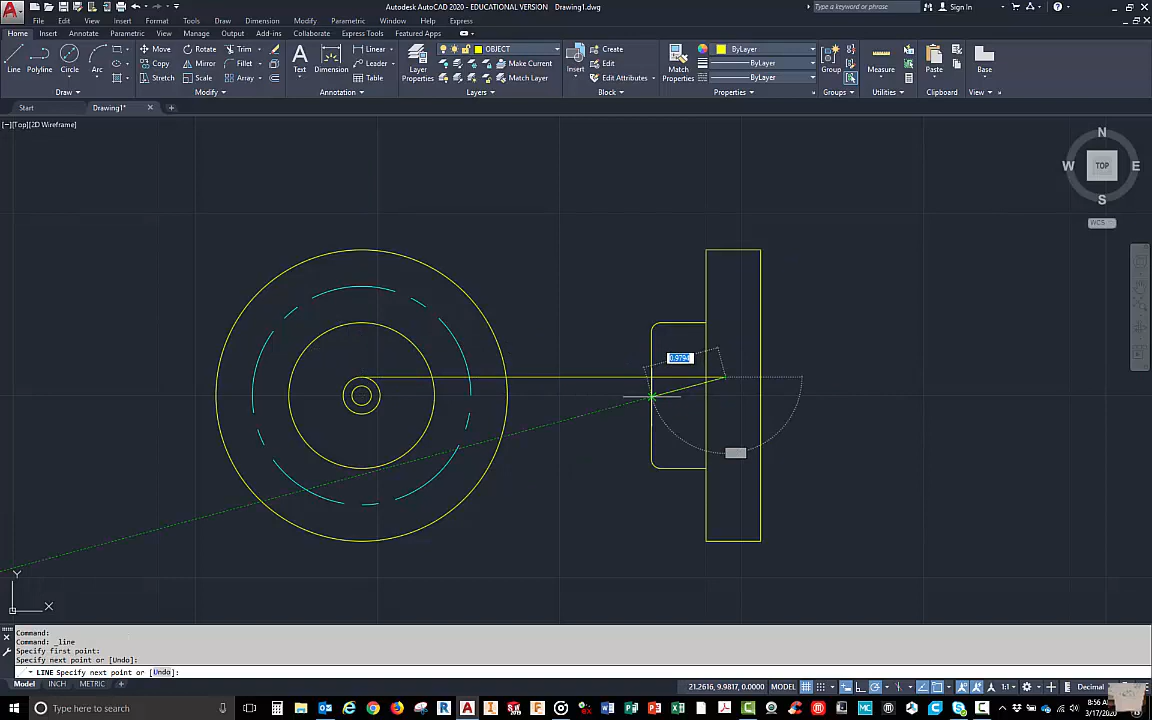 Autodesk AutoCAD 2020 - EDUCATIONAL VERSION Drawing1.dwg
Type a keyword or phrase
Sign In
File Edit View Insert Format Tools Draw Dimension Modify Parametric Window Help Express
Home Insert Annotate Parametric View Manage Output Add-ins Collaborate Express Tools Featured Apps
Line Polyline Circle Arc
Move Rotate Trim
Copy Mirror Fillet
Stretch Scale Array
Text Dimension
Linear
Leader
Table
Layer Properties
OBJECT
Make Current
Match Layer
Insert
Create
Edit
Edit Attributes
Match Properties
ByLayer
ByLayer
ByLayer
Group
Measure
Paste
Base
Draw Modify Annotation Layers Block Properties Groups Utilities Clipboard View
Start Drawing1*
[−][Top][2D Wireframe]
N
W TOP E
S
WCS
0.9794
Y
X
Command:
Command: _line
Specify first point:
Specify next point or [Undo]:
LINE Specify next point or [Undo]:
Model INCH METRIC +
21.2616, 9.9817, 0.0000 MODEL 1:1 Decimal
Type here to search
8:56 A
3/17/2020